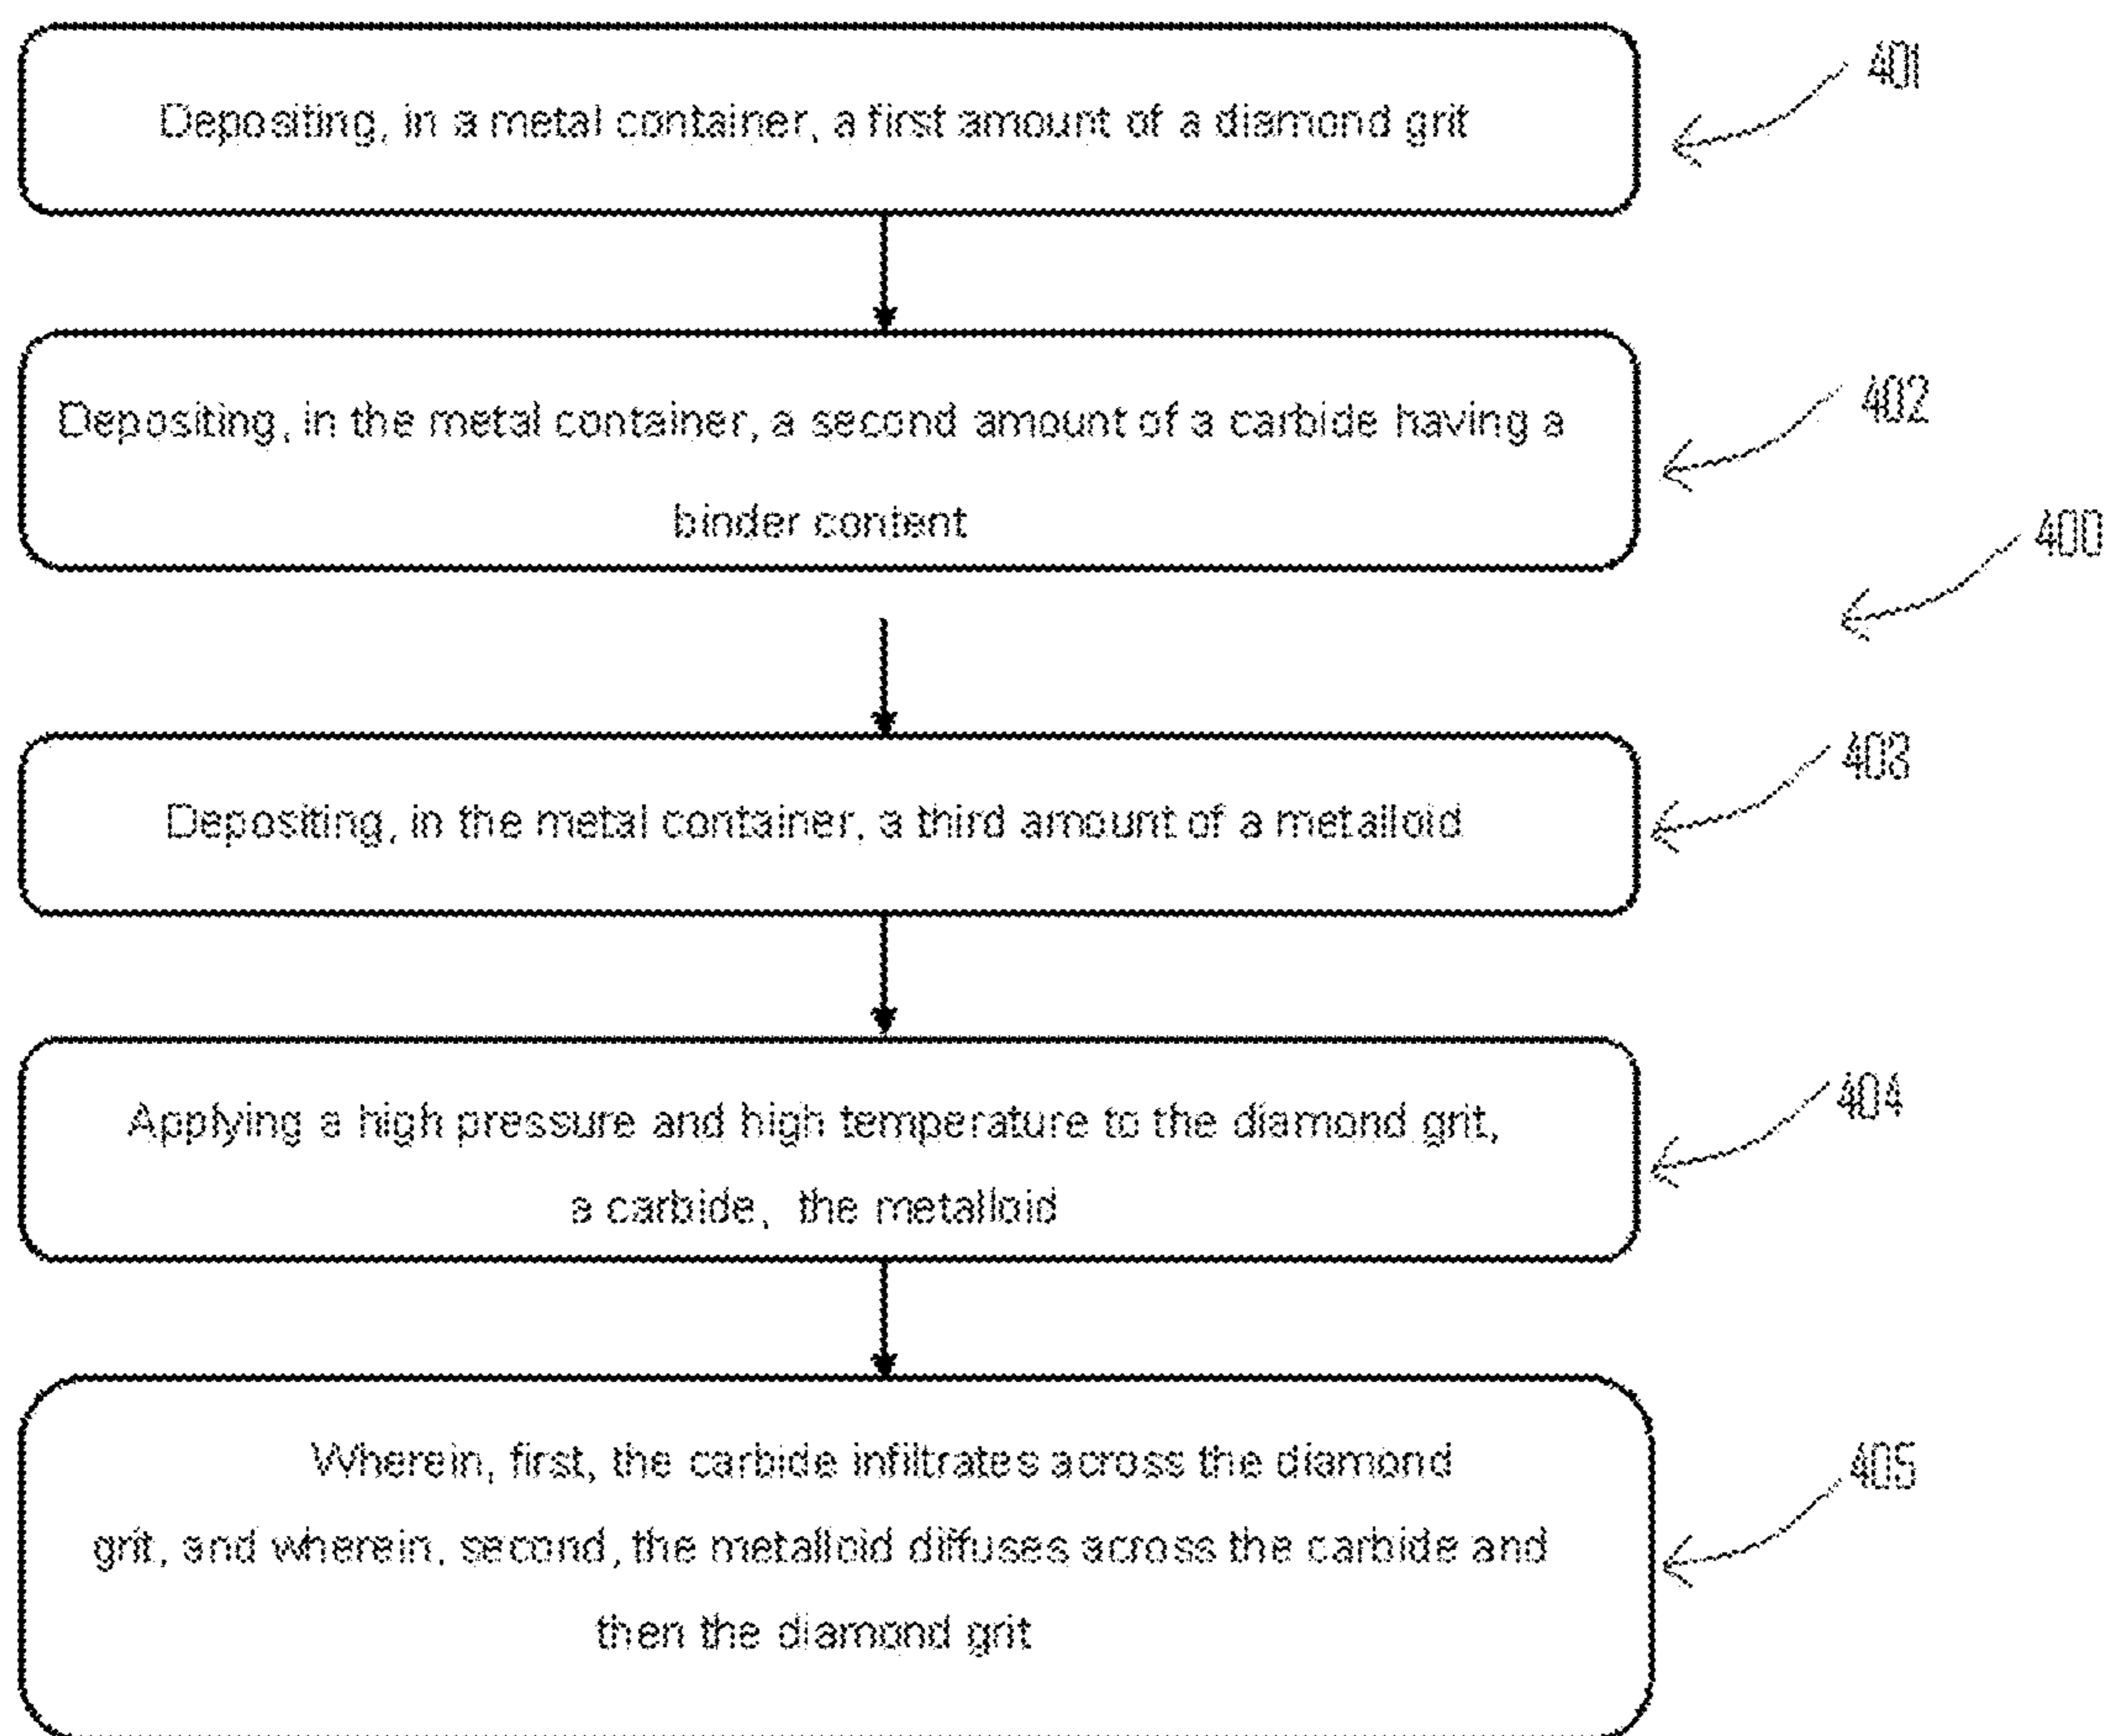 Depositing, in a metal container, a first amount of a diamond grit
401
Depositing, in the metal container, a second amount of a carbide having a
binder content
402
400
Depositing, in the metal container, a third amount of a metalloid
403
Applying a high pressure and high temperature to the diamond grit,
a carbide, the metalloid
404
Wherein, first, the carbide infiltrates across the diamond
grit, and wherein, second, the metalloid diffuses across the carbide and
then the diamond grit
405